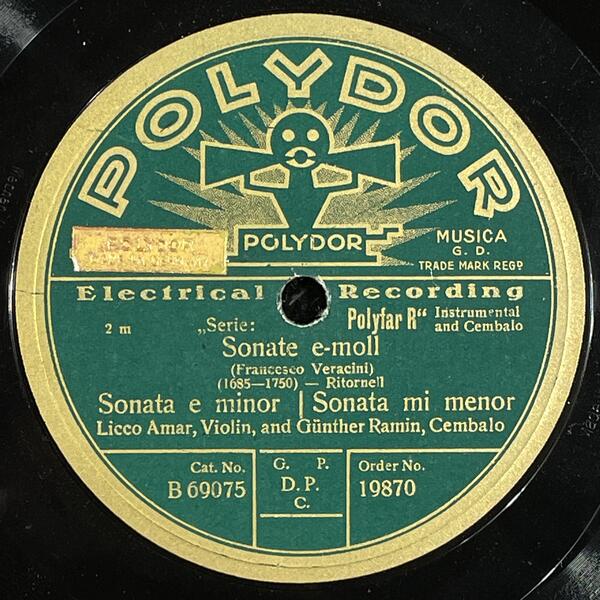 POLYDOR
POLYDOR
MUSICA
G. D.
TRADE MARK REGD
POLYDOR
Electrical Recording
2 m „Serie: Polyfar R“ Instrumental and Cembalo
Sonate e-moll
(Francesco Veracini)
(1685—1750) — Ritornell
Sonata e minor | Sonata mi menor
Licco Amar, Violin, and Günther Ramin, Cembalo
Cat. No.
B 69075
G. P.
D. P.
C.
Order No.
19870